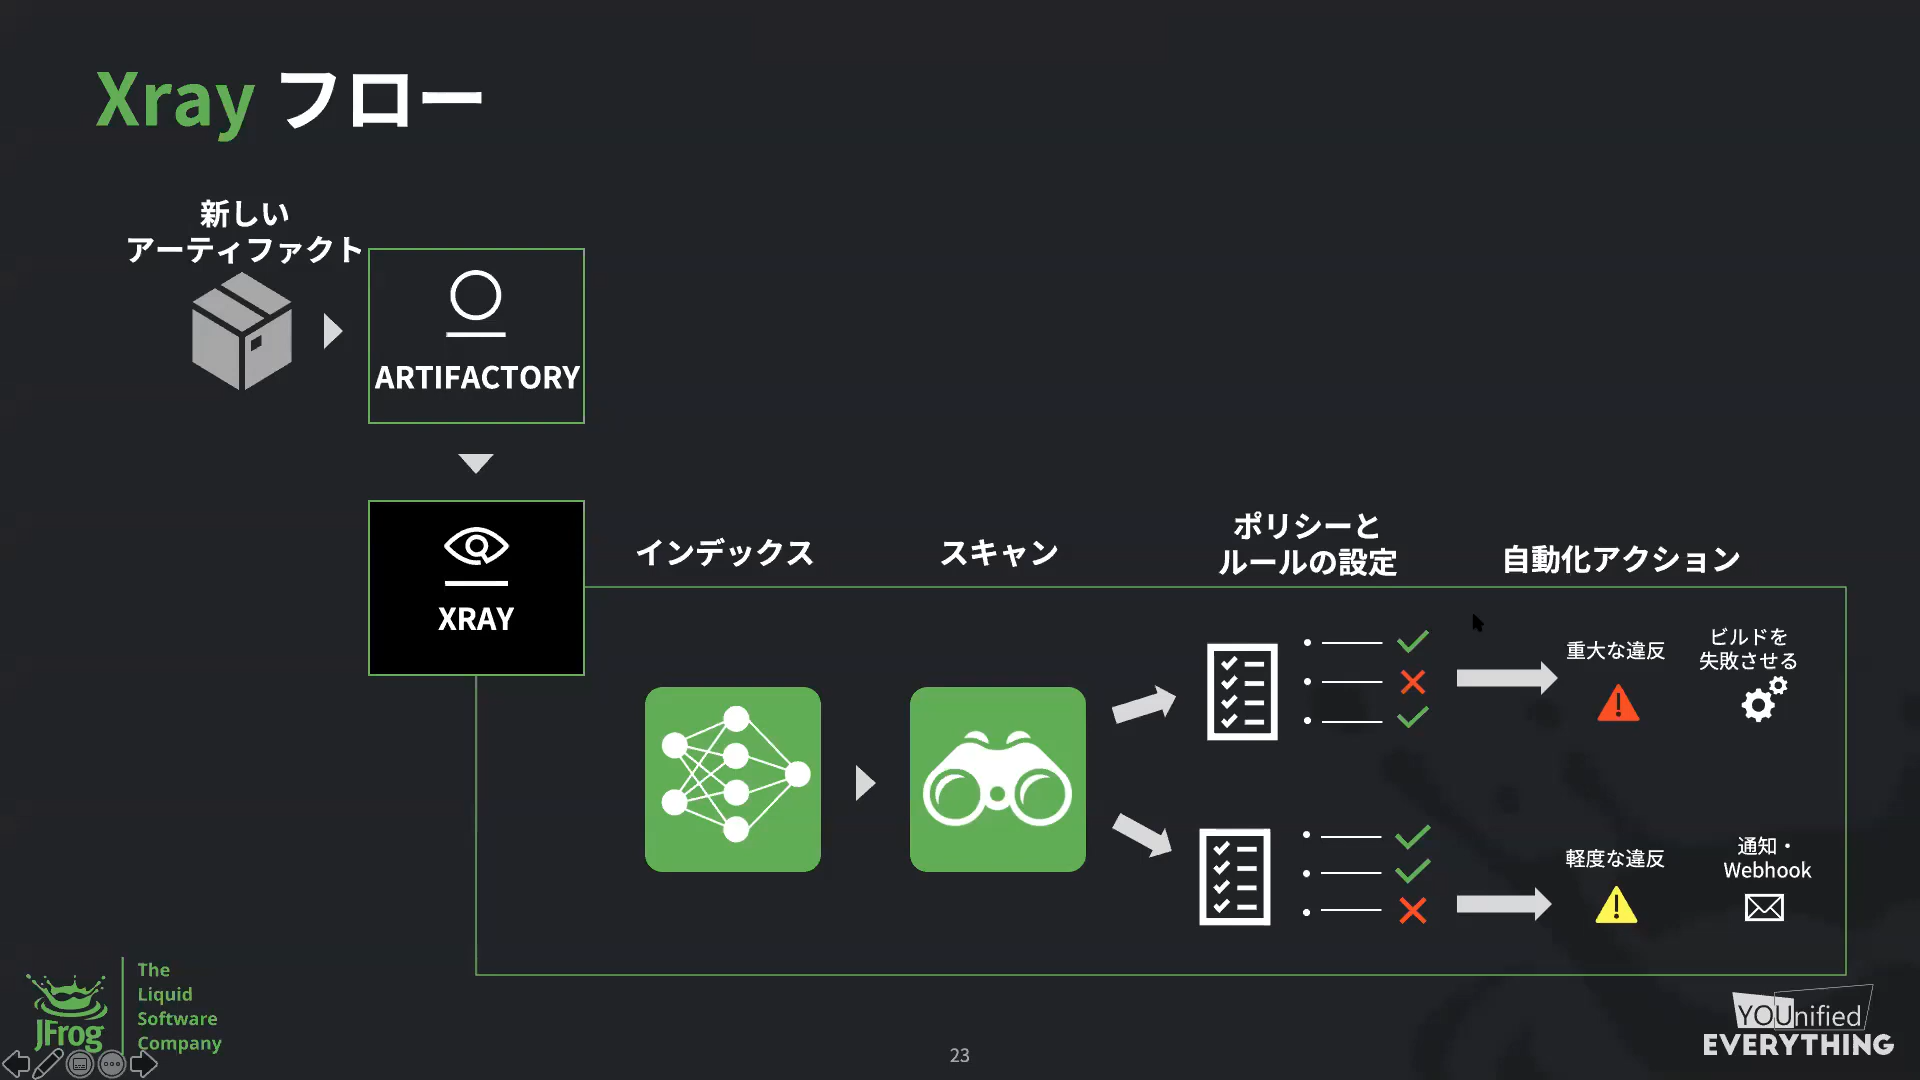 Xray フロー
新しい
アーティファクト
ARTIFACTORY
XRAY
インデックス
スキャン
ポリシーと
ルールの設定
自動化アクション
重大な違反
ビルドを
失敗させる
軽度な違反
通知・
Webhook
JFrog
The
Liquid
Software
Company
23
YOUnified
EVERYTHING